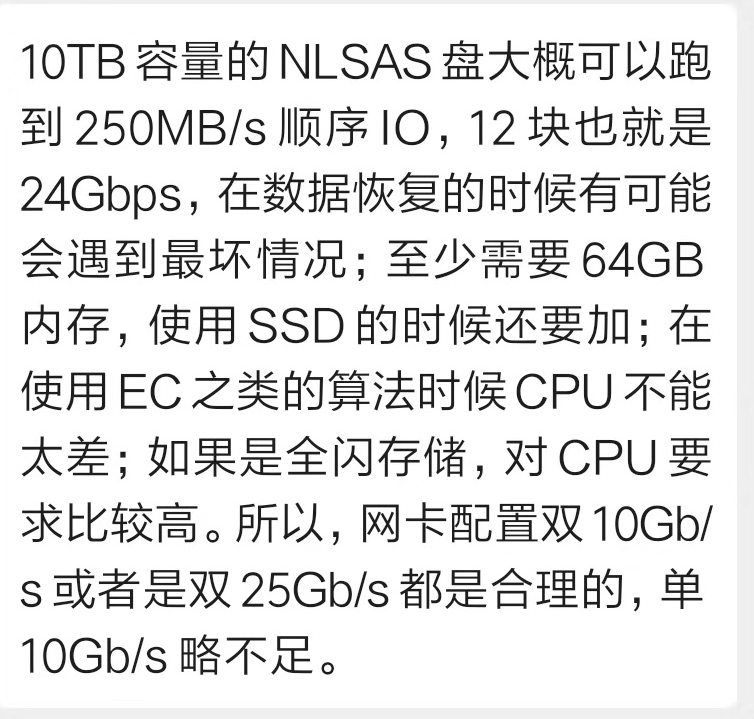 10TB 容量的 NLSAS 盘大概可以跑
到 250MB/s 顺序 IO，12 块也就是
24Gbps，在数据恢复的时候有可能
会遇到最坏情况；至少需要 64GB
内存，使用 SSD 的时候还要加；在
使用 EC 之类的算法时候 CPU 不能
太差；如果是全闪存储，对 CPU 要
求比较高。所以，网卡配置双 10Gb/
s 或者是双 25Gb/s 都是合理的，单
10Gb/s 略不足。